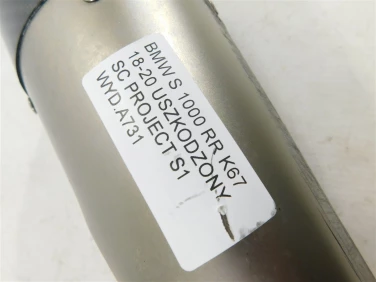 BMW S 1000 RR K67
18-20 USZKODZONY
SC PROJECT S1
WYD.A731